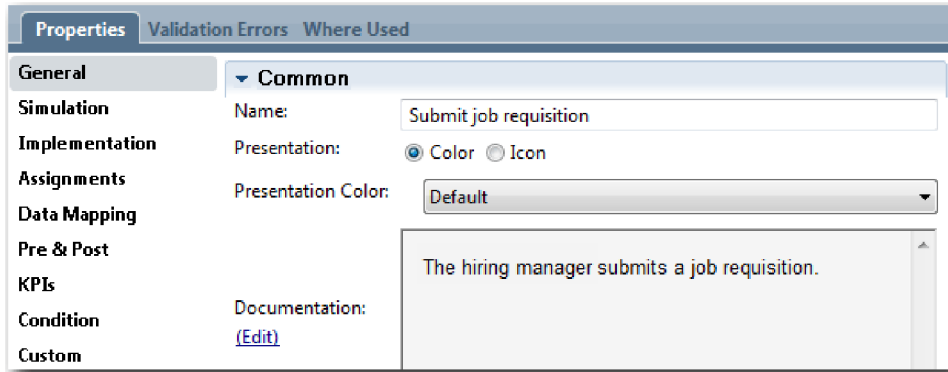 Properties Validation Errors Where Used
General
Simulation
Implementation
Assignments
Data Mapping
Pre & Post
KPIs
Condition
Custom
Common
Name: Submit job requisition
Presentation: Color Icon
Presentation Color: Default
The hiring manager submits a job requisition.
Documentation:
(Edit)